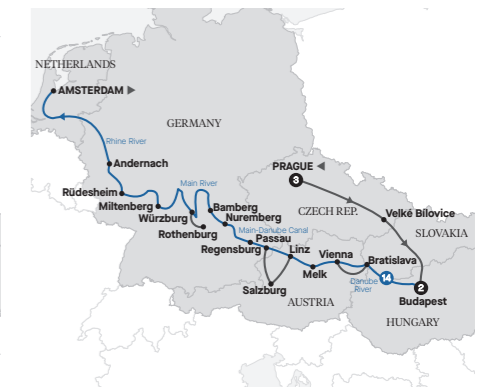 NETHERLANDS
AMSTERDAM
GERMANY
Rhine River
Andernach
PRAGUE
3
Rüdesheim
Main River
Miltenberg
Bamberg
CZECH REP.
Velké Bílovice
Würzburg
Nuremberg
Rothenburg
Main-Danube Canal
SLOVAKIA
Passau
Regensburg
Linz
Vienna
Bratislava
Melk
14
Danube
River
2
Salzburg
AUSTRIA
Budapest
HUNGARY